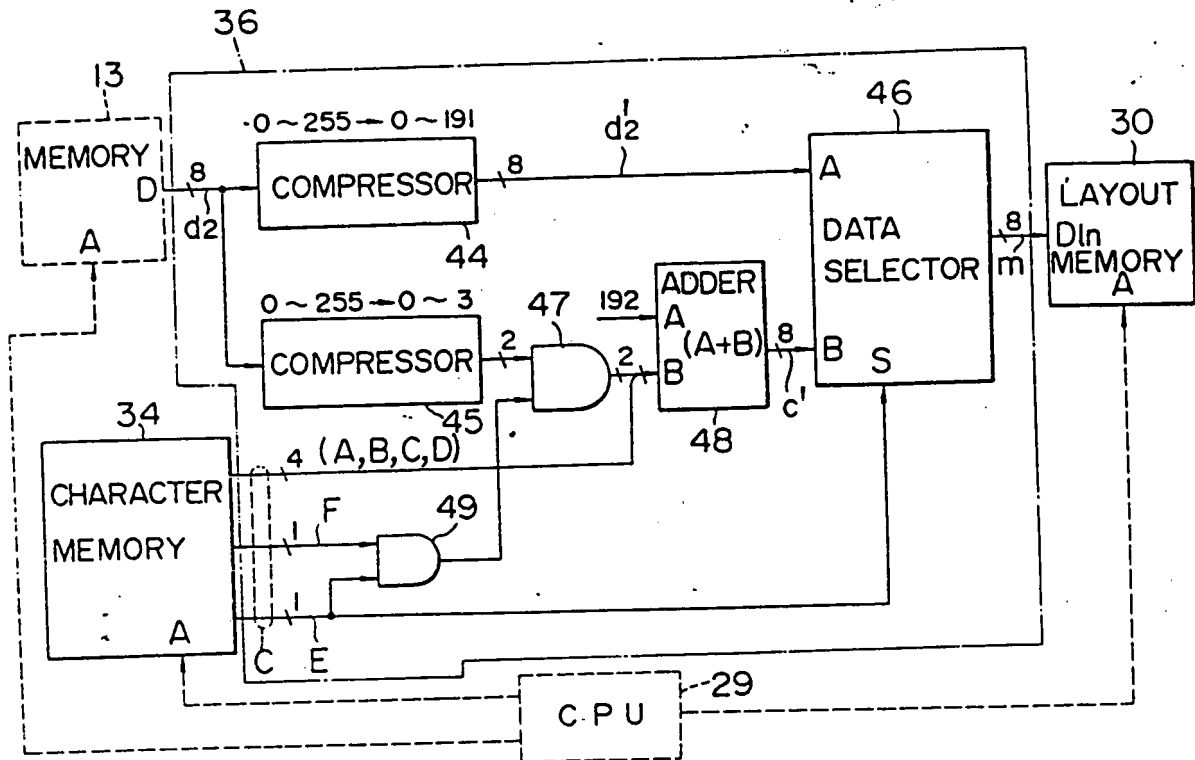 36
13
MEMORY
D
A
8
d2
0~255→0~191
COMPRESSOR
44
8
d2'
46
A
DATA
SELECTOR
B
S
8
m
30
LAYOUT
DIn
MEMORY
A
0~255→0~3
COMPRESSOR
45
2
47
2
192
ADDER
A
(A+B)
B
48
8
c'
34
CHARACTER
MEMORY
A
4
(A,B,C,D)
1
F
49
1
C
E
29
CPU